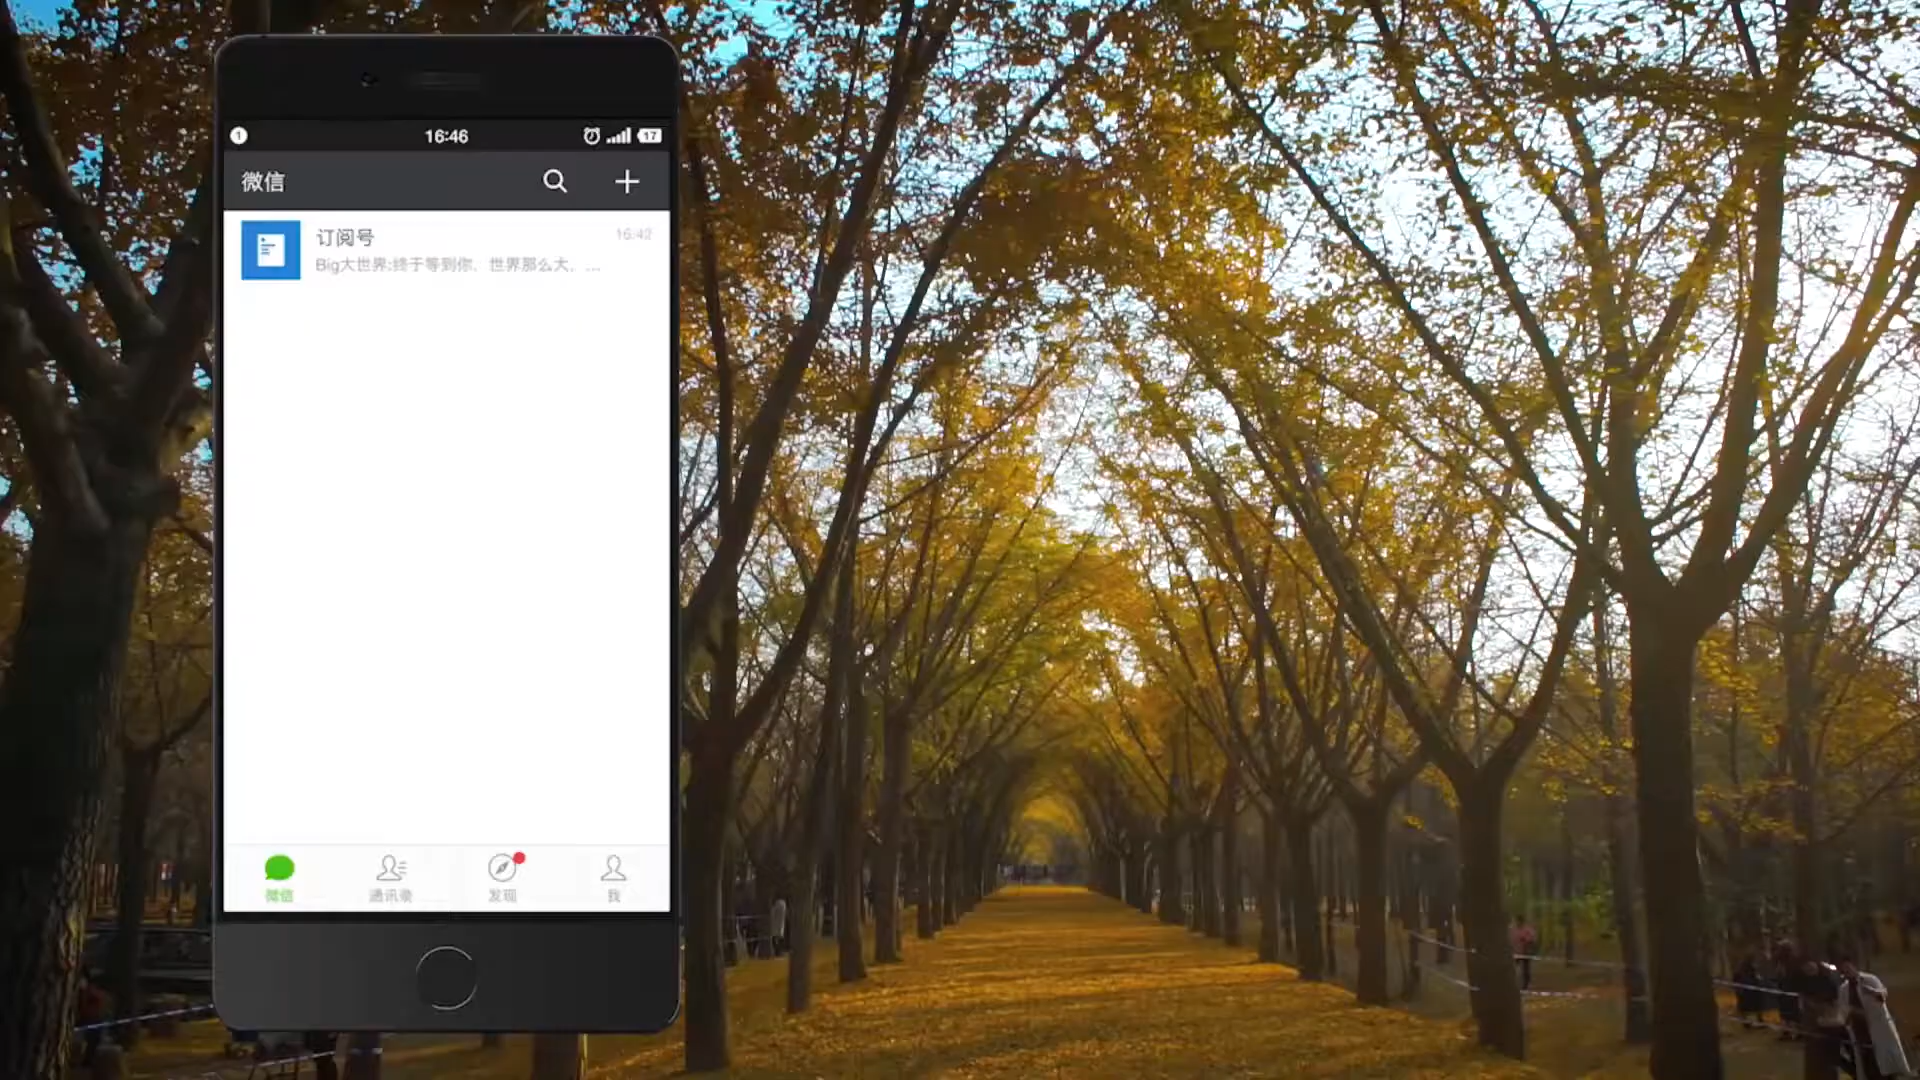 16:46
17
微信
订阅号
16:42
Big大世界:终于等到你，世界那么大，...
微信
通讯录
发现
我